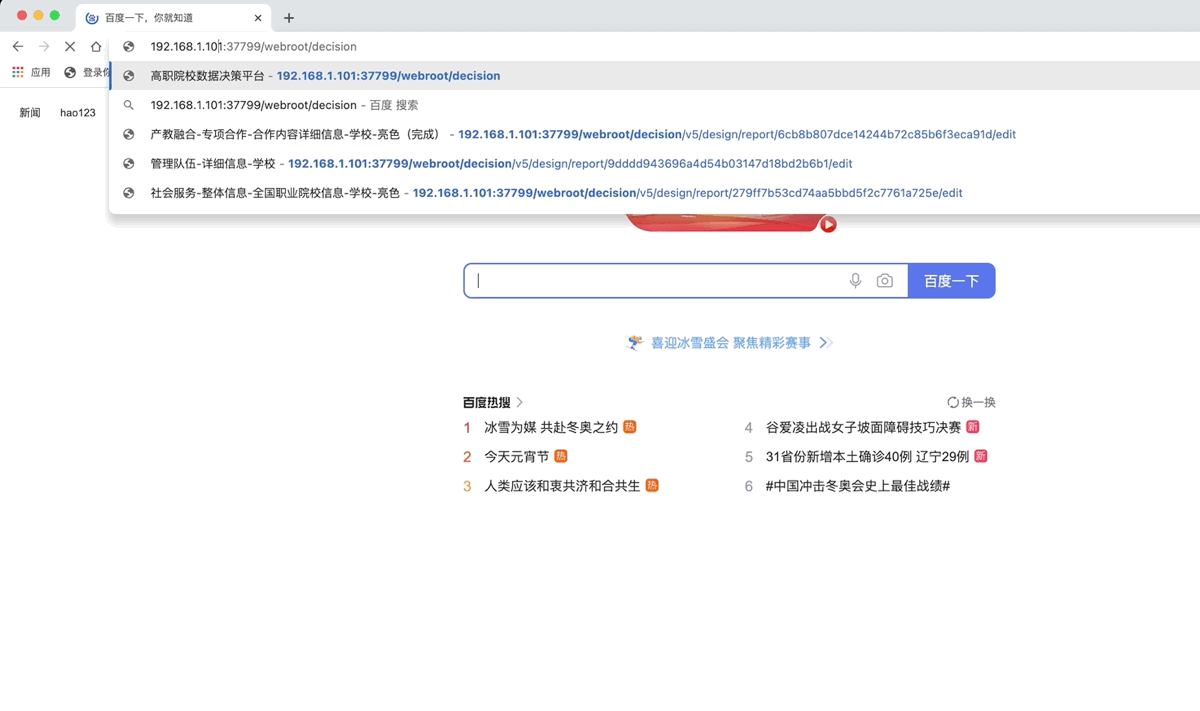 百度一下，你就知道
192.168.1.101:37799/webroot/decision
应用
登录你
高职院校数据决策平台 - 192.168.1.101:37799/webroot/decision
192.168.1.101:37799/webroot/decision - 百度 搜索
新闻
hao123
产教融合-专项合作-合作内容详细信息-学校-亮色（完成） - 192.168.1.101:37799/webroot/decision/v5/design/report/6cb8b807dce14244b72c85b6f3eca91d/edit
管理队伍-详细信息-学校 - 192.168.1.101:37799/webroot/decision/v5/design/report/9dddd943696a4d54b03147d18bd2b6b1/edit
社会服务-整体信息-全国职业院校信息-学校-亮色 - 192.168.1.101:37799/webroot/decision/v5/design/report/279ff7b53cd74aa5bbd5f2c7761a725e/edit
百度一下
喜迎冰雪盛会 聚焦精彩赛事
百度热搜
换一换
1 冰雪为媒 共赴冬奥之约 热
4 谷爱凌出战女子坡面障碍技巧决赛 新
2 今天元宵节 热
5 31省份新增本土确诊40例 辽宁29例 新
3 人类应该和衷共济和合共生 热
6 #中国冲击冬奥会史上最佳战绩#